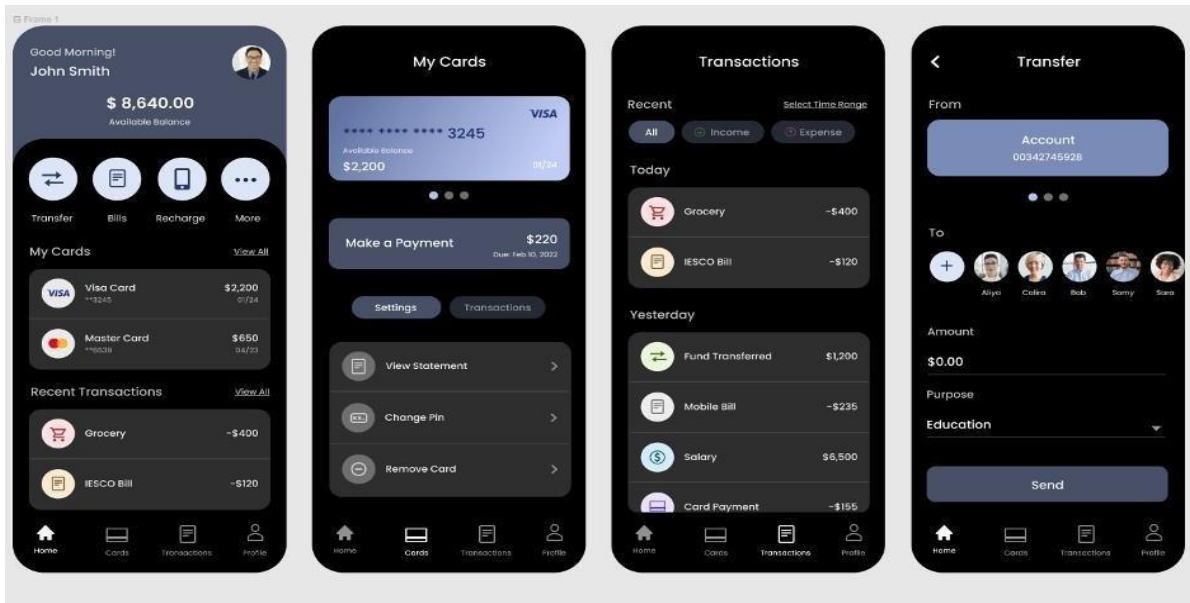 Frame 1
Good Morning!
John Smith
$ 8,640.00
Available Balance
Transfer Bills Recharge More
My Cards View All
VISA Visa Card $2,200
**3245 01/24
Master Card $650
**6539 04/23
Recent Transactions View All
Grocery -$400
IESCO Bill -$120
Home Cards Transactions Profile
My Cards
VISA
**** **** **** 3245
Available Balance
$2,200 01/24
Make a Payment $220
Due: Feb 10, 2022
Settings Transactions
View Statement
Change Pin
Remove Card
Home Cards Transactions Profile
Transactions
Recent Select Time Range
All Income Expense
Today
Grocery -$400
IESCO Bill -$120
Yesterday
Fund Transferred $1,200
Mobile Bill -$235
Salary $6,500
Card Payment -$155
Home Cards Transactions Profile
Transfer
From
Account
00342745928
To
Aliya Calira Bob Samy Sara
Amount
$0.00
Purpose
Education
Send
Home Cards Transactions Profile